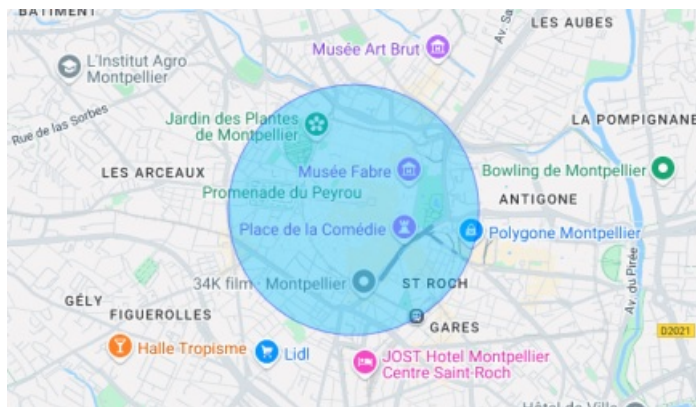 BATIMENT
LES AUBES
Musée Art Brut
Av. Sa
L'Institut Agro
Montpellier
Rue de las Sorbes
Jardin des Plantes
de Montpellier
LA POMPIGNANE
LES ARCEAUX
Musée Fabre
Bowling de Montpellier
Promenade du Peyrou
ANTIGONE
Place de la Comédie
Polygone Montpellier
34K film - Montpellier
ST ROCH
Av. du Pirée
GÉLY
FIGUEROLLES
GARES
D2021
Halle Tropisme
Lidl
JOST Hotel Montpellier
Centre Saint-Roch
Hôtel de Ville